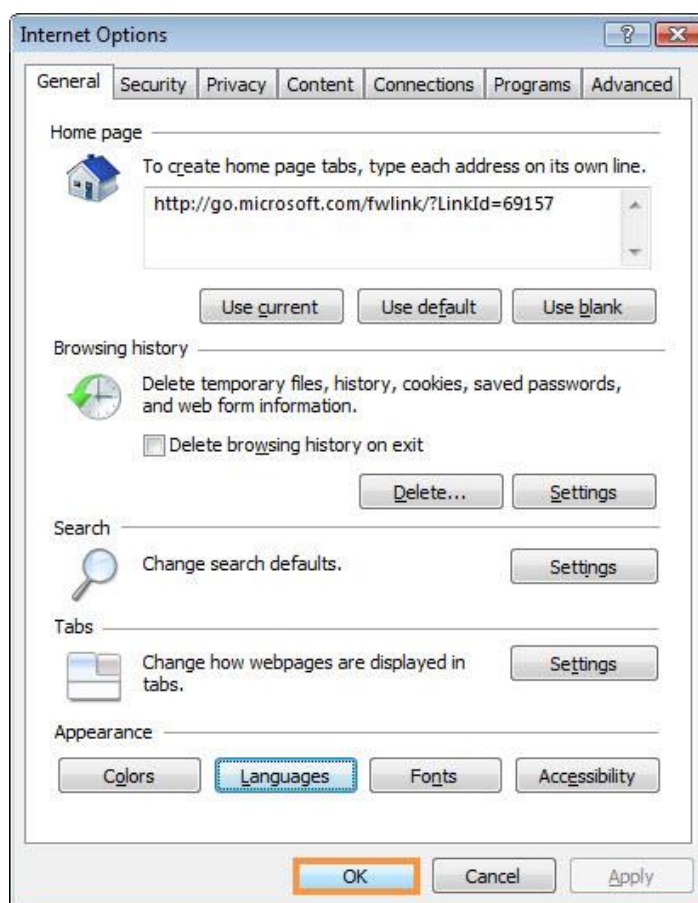 Internet Options
General Security Privacy Content Connections Programs Advanced
Home page
To create home page tabs, type each address on its own line.
http://go.microsoft.com/fwlink/?LinkId=69157
Use current Use default Use blank
Browsing history
Delete temporary files, history, cookies, saved passwords,
and web form information.
Delete browsing history on exit
Delete... Settings
Search
Change search defaults. Settings
Tabs
Change how webpages are displayed in
tabs.
Settings
Appearance
Colors Languages Fonts Accessibility
OK Cancel Apply